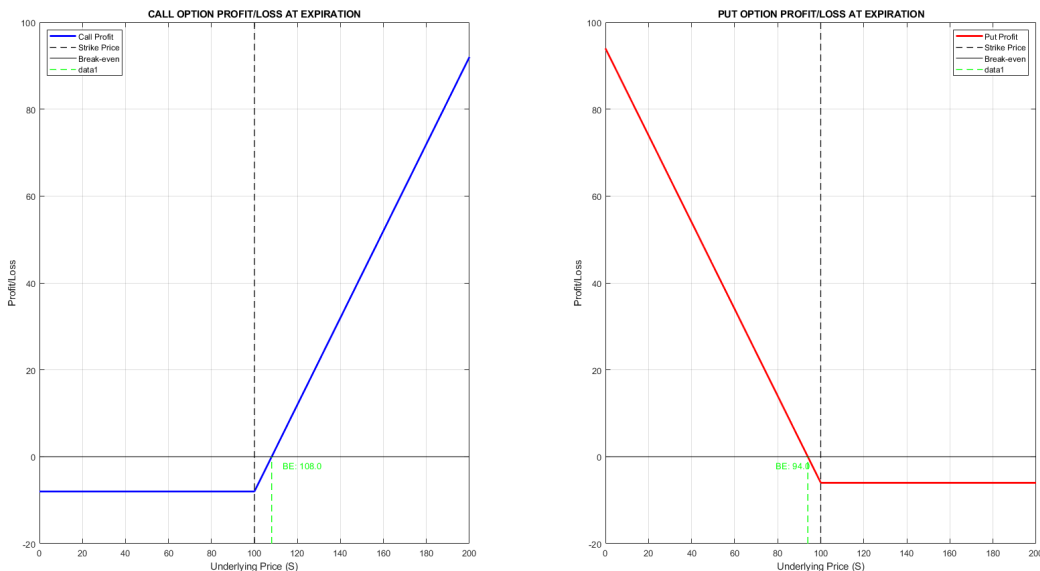 CALL OPTION PROFIT/LOSS AT EXPIRATION
100
80
60
40
20
0
-20
Profit/Loss
Call Profit
Strike Price
Break-even
data1
BE: 108.0
0 20 40 60 80 100 120 140 160 180 200
Underlying Price (S)
PUT OPTION PROFIT/LOSS AT EXPIRATION
100
80
60
40
20
0
-20
Profit/Loss
Put Profit
Strike Price
Break-even
data1
BE: 94.0
0 20 40 60 80 100 120 140 160 180 200
Underlying Price (S)